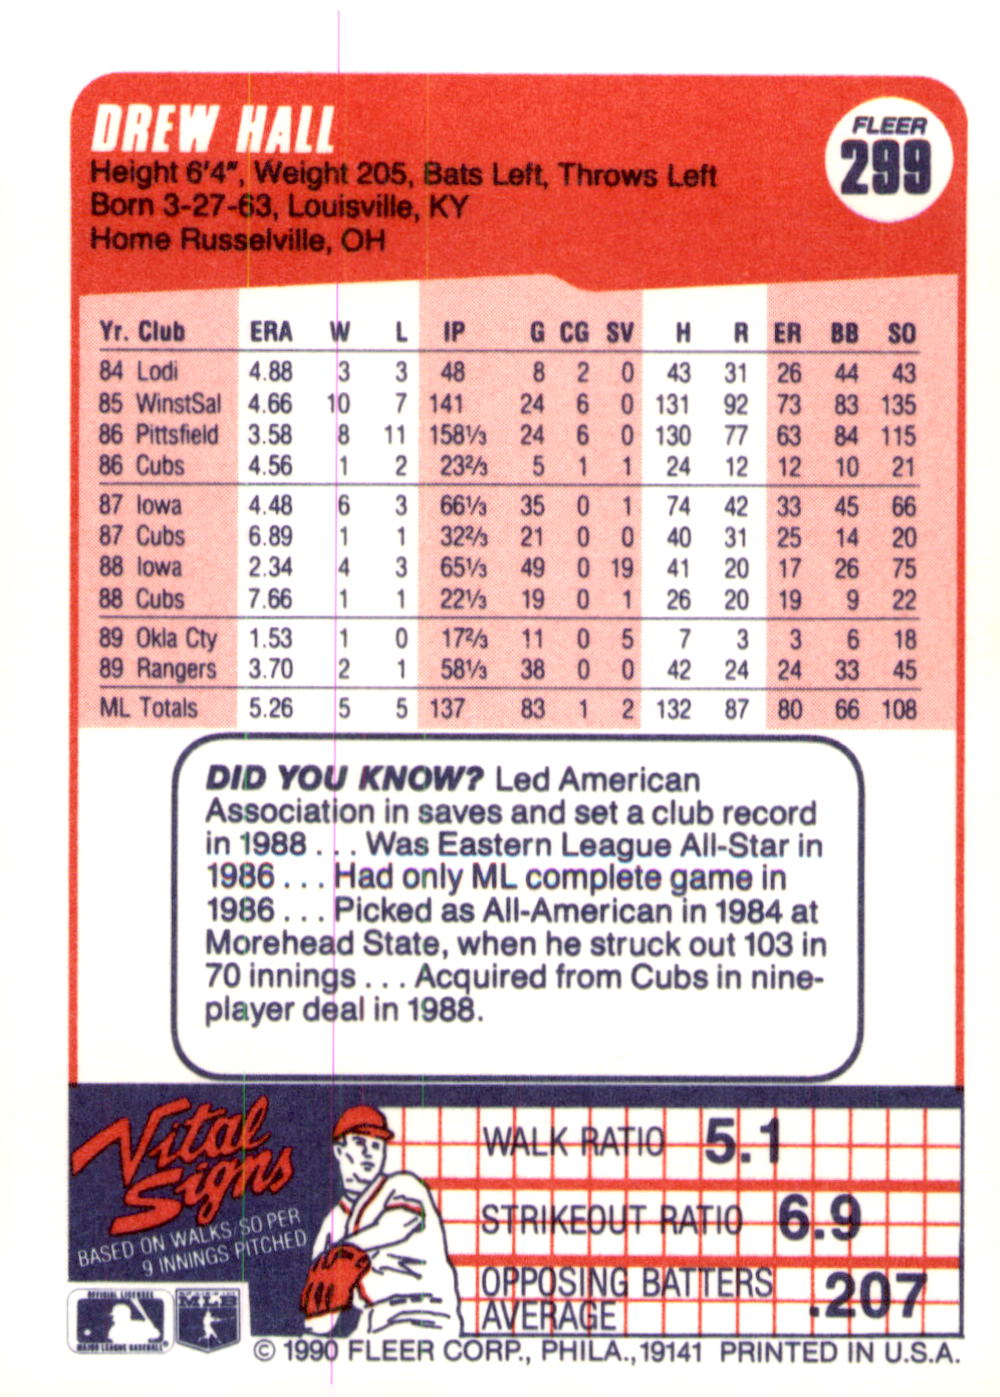 DREW HALL
FLEER
299
Height 6'4", Weight 205, Bats Left, Throws Left
Born 3-27-63, Louisville, KY
Home Russelville, OH
Yr. Club ERA W L IP G CG SV H R ER BB SO
84 Lodi 4.88 3 3 48 8 2 0 43 31 26 44 43
85 WinstSal 4.66 10 7 141 24 6 0 131 92 73 83 135
86 Pittsfield 3.58 8 11 158⅓ 24 6 0 130 77 63 84 115
86 Cubs 4.56 1 2 23⅔ 5 1 1 24 12 12 10 21
87 Iowa 4.48 6 3 66⅓ 35 0 1 74 42 33 45 66
87 Cubs 6.89 1 1 32⅔ 21 0 0 40 31 25 14 20
88 Iowa 2.34 4 3 65⅓ 49 0 19 41 20 17 26 75
88 Cubs 7.66 1 1 22⅓ 19 0 1 26 20 19 9 22
89 Okla Cty 1.53 1 0 17⅔ 11 0 5 7 3 3 6 18
89 Rangers 3.70 2 1 58⅓ 38 0 0 42 24 24 33 45
ML Totals 5.26 5 5 137 83 1 2 132 87 80 66 108
DID YOU KNOW? Led American
Association in saves and set a club record
in 1988 . . . Was Eastern League All-Star in
1986 . . . Had only ML complete game in
1986 . . . Picked as All-American in 1984 at
Morehead State, when he struck out 103 in
70 innings . . . Acquired from Cubs in nine-
player deal in 1988.
Vital
Signs
BASED ON WALKS/SO PER
9 INNINGS PITCHED
WALK RATIO 5.1
STRIKEOUT RATIO 6.9
OPPOSING BATTERS
AVERAGE .207
OFFICIAL LICENSEE
MAJOR LEAGUE BASEBALL
MLB
© 1990 FLEER CORP., PHILA., 19141 PRINTED IN U.S.A.